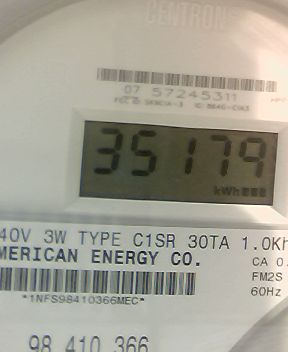 CENTRON
07 57245311
35179
kWh
40V 3W TYPE C1SR 30TA 1.0Kh
MERICAN ENERGY CO.
CA 0.
FM2S
60Hz
*1NFS98410366MEC*
98 410 366